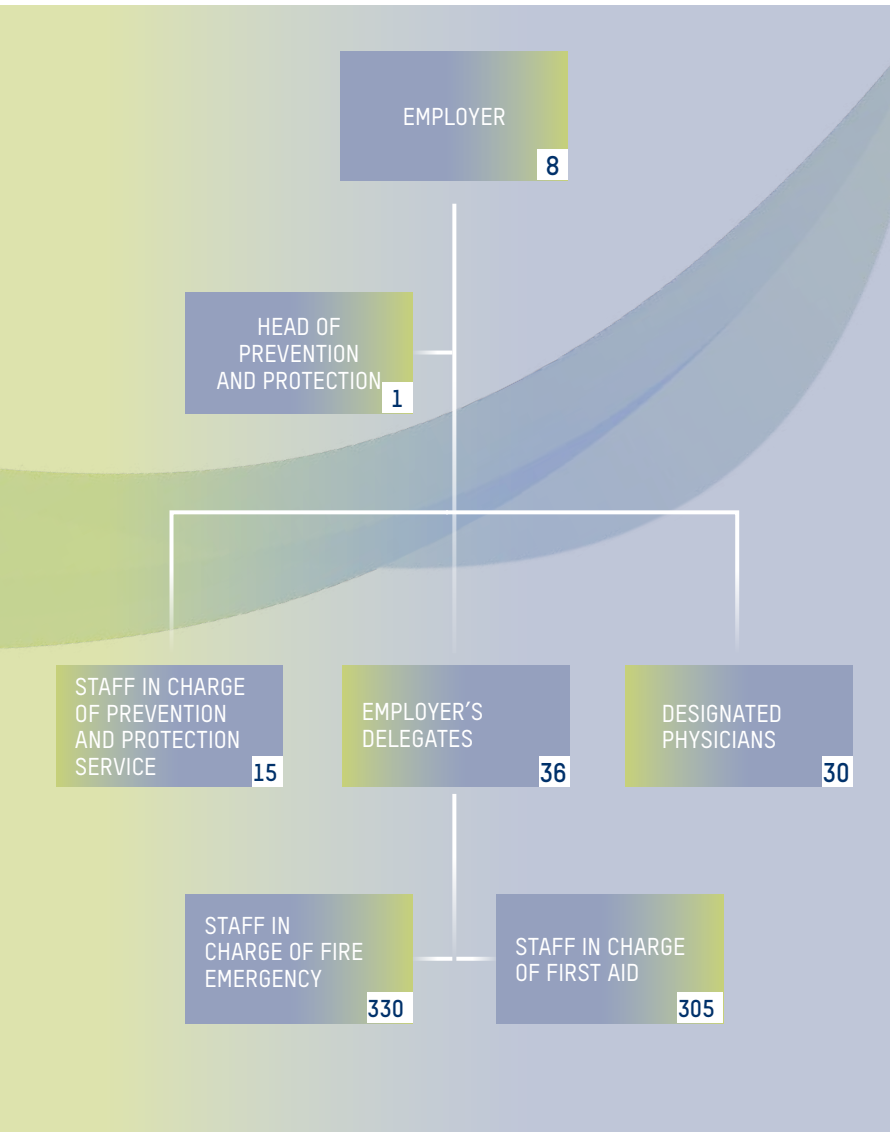 EMPLOYER
8
HEAD OF
PREVENTION
AND PROTECTION
1
STAFF IN CHARGE
OF PREVENTION
AND PROTECTION
SERVICE
15
EMPLOYER'S
DELEGATES
36
DESIGNATED
PHYSICIANS
30
STAFF IN
CHARGE OF FIRE
EMERGENCY
330
STAFF IN CHARGE
OF FIRST AID
305